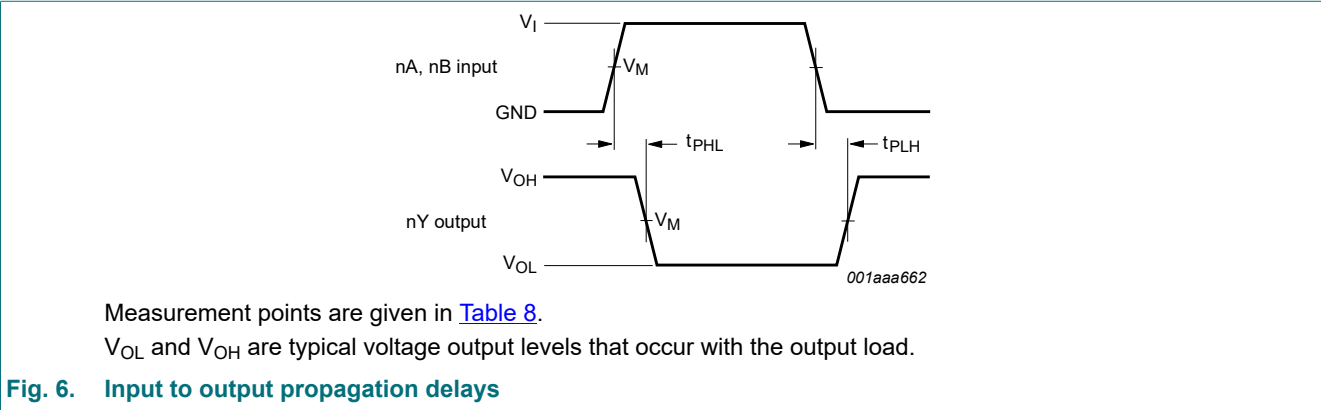 V_I
nA, nB input
V_M
GND
t_PHL
t_PLH
V_OH
nY output
V_M
V_OL
001aaa662
Measurement points are given in Table 8.
V_OL and V_OH are typical voltage output levels that occur with the output load.
Fig. 6. Input to output propagation delays